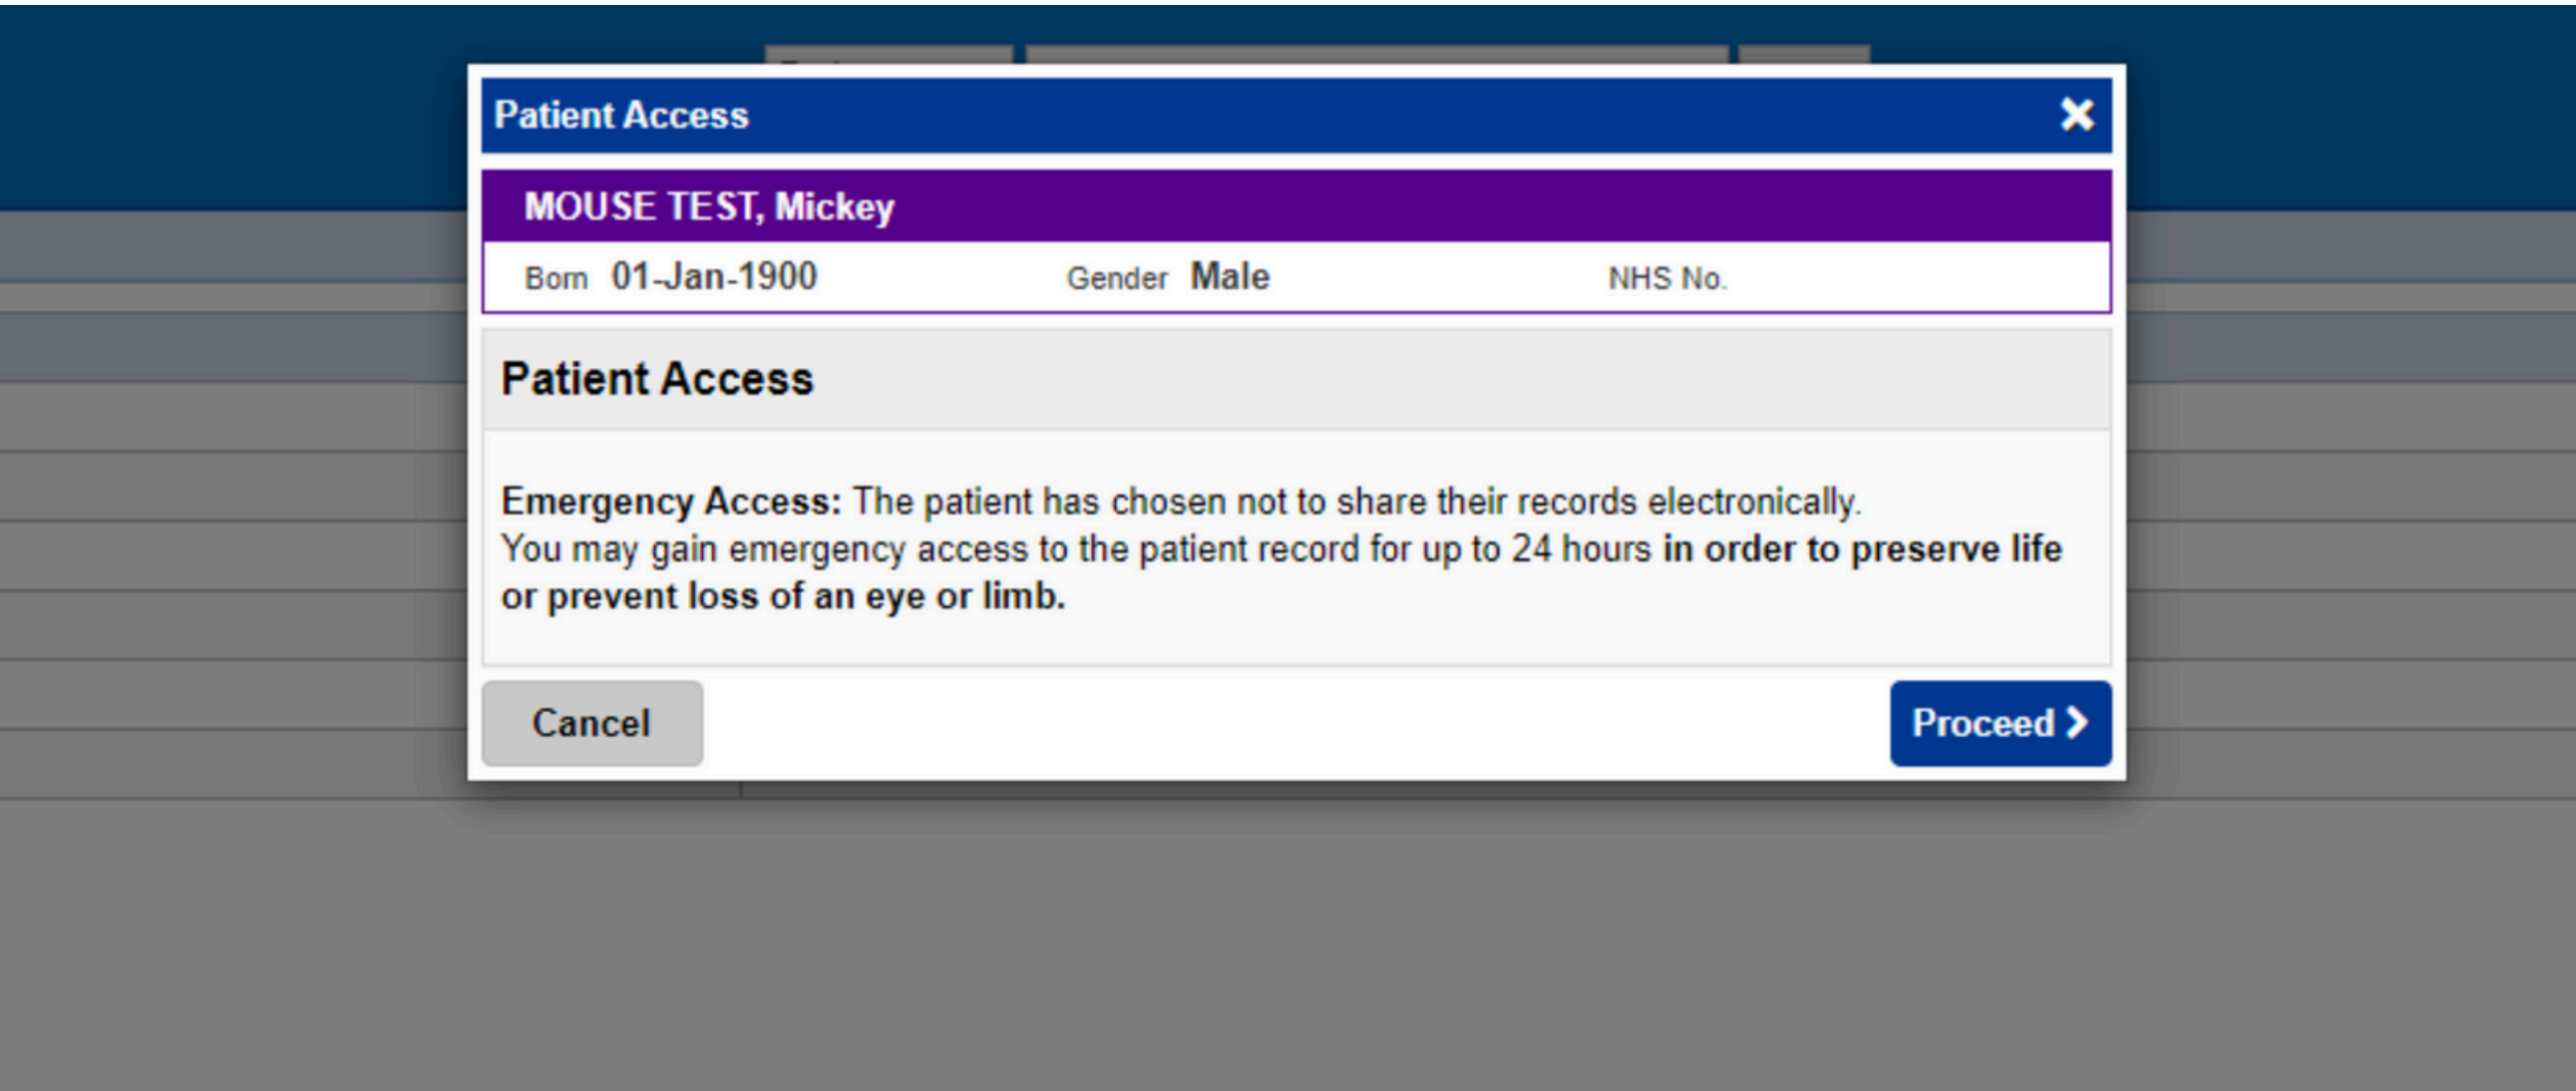 Patient Access
MOUSE TEST, Mickey
Born 01-Jan-1900 Gender Male NHS No.
Patient Access
Emergency Access: The patient has chosen not to share their records electronically.
You may gain emergency access to the patient record for up to 24 hours in order to preserve life
or prevent loss of an eye or limb.
Cancel Proceed